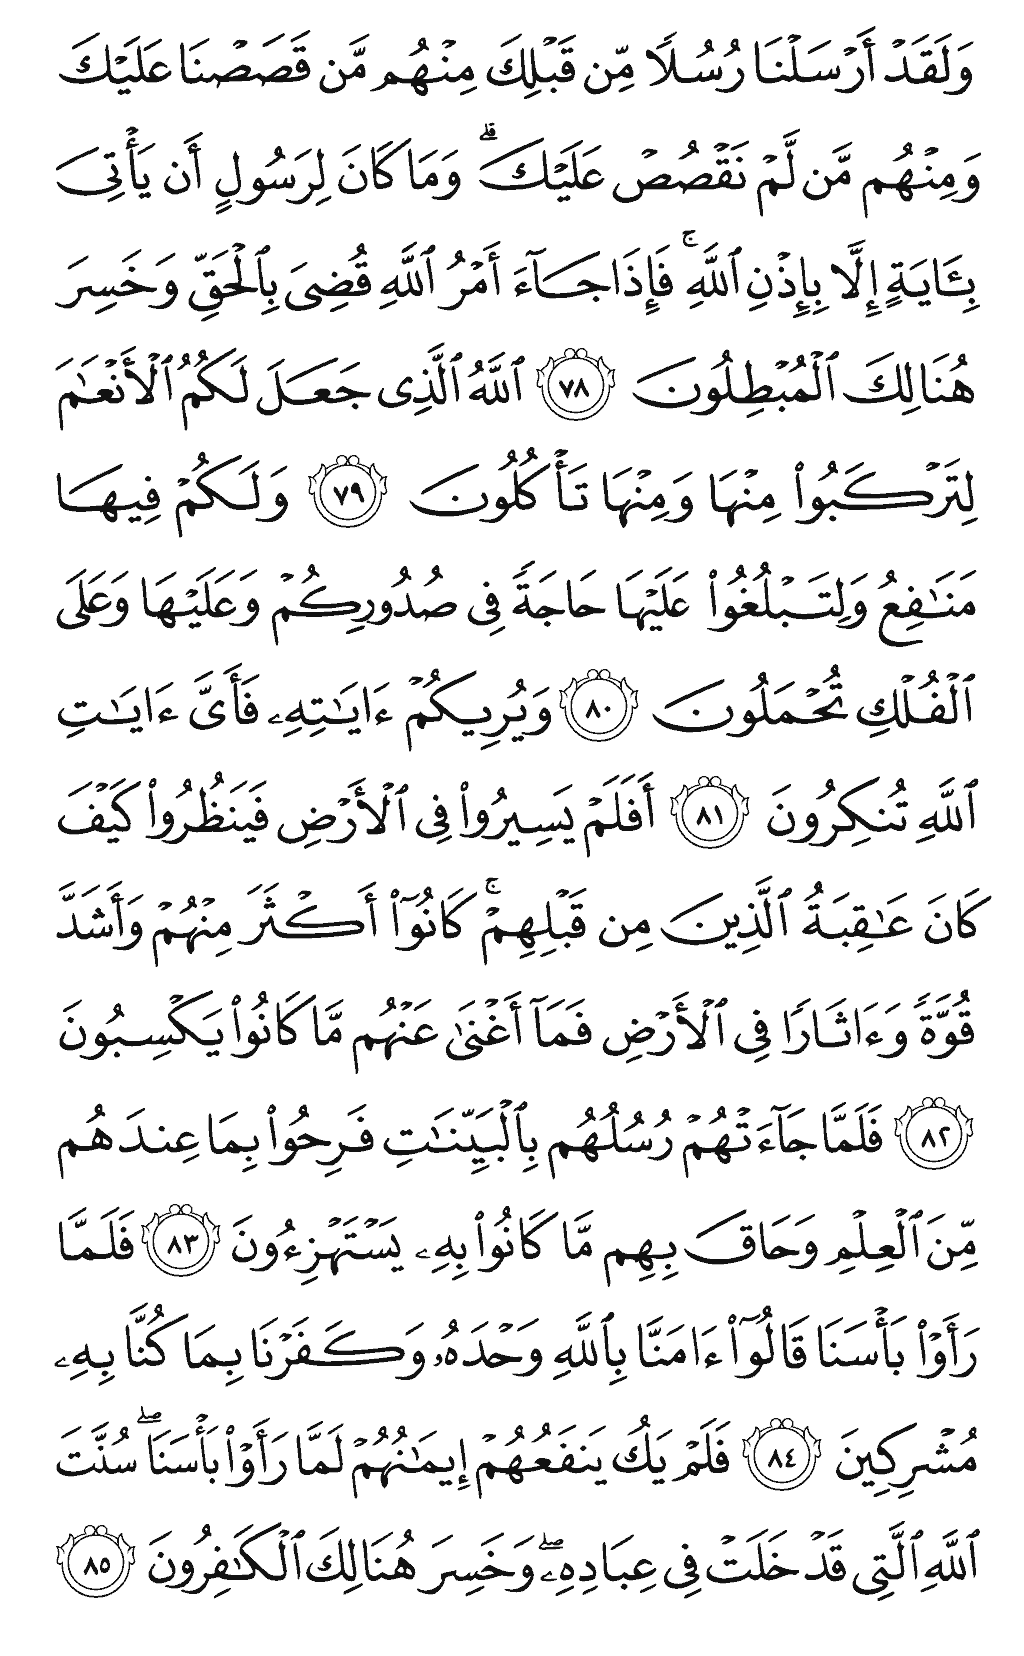 وَلَقَدۡ أَرۡسَلۡنَا رُسُلٗا مِّن قَبۡلِكَ مِنۡهُم مَّن قَصَصۡنَا عَلَيۡكَ
وَمِنۡهُم مَّن لَّمۡ نَقۡصُصۡ عَلَيۡكَۗ وَمَا كَانَ لِرَسُولٍ أَن يَأۡتِيَ
بِـَٔايَةٍ إِلَّا بِإِذۡنِ ٱللَّهِۚ فَإِذَا جَآءَ أَمۡرُ ٱللَّهِ قُضِيَ بِٱلۡحَقِّ وَخَسِرَ
هُنَالِكَ ٱلۡمُبۡطِلُونَ ٧٨ ٱللَّهُ ٱلَّذِي جَعَلَ لَكُمُ ٱلۡأَنۡعَٰمَ
لِتَرۡكَبُواْ مِنۡهَا وَمِنۡهَا تَأۡكُلُونَ ٧٩ وَلَكُمۡ فِيهَا
مَنَٰفِعُ وَلِتَبۡلُغُواْ عَلَيۡهَا حَاجَةٗ فِي صُدُورِكُمۡ وَعَلَيۡهَا وَعَلَى
ٱلۡفُلۡكِ تُحۡمَلُونَ ٨٠ وَيُرِيكُمۡ ءَايَٰتِهِۦ فَأَيَّ ءَايَٰتِ
ٱللَّهِ تُنكِرُونَ ٨١ أَفَلَمۡ يَسِيرُواْ فِي ٱلۡأَرۡضِ فَيَنظُرُواْ كَيۡفَ
كَانَ عَٰقِبَةُ ٱلَّذِينَ مِن قَبۡلِهِمۡۚ كَانُوٓاْ أَكۡثَرَ مِنۡهُمۡ وَأَشَدَّ
قُوَّةٗ وَءَاثَارٗا فِي ٱلۡأَرۡضِ فَمَآ أَغۡنَىٰ عَنۡهُم مَّا كَانُواْ يَكۡسِبُونَ
٨٢ فَلَمَّا جَآءَتۡهُمۡ رُسُلُهُم بِٱلۡبَيِّنَٰتِ فَرِحُواْ بِمَا عِندَهُم
مِّنَ ٱلۡعِلۡمِ وَحَاقَ بِهِم مَّا كَانُواْ بِهِۦ يَسۡتَهۡزِءُونَ ٨٣ فَلَمَّا
رَأَوۡاْ بَأۡسَنَا قَالُوٓاْ ءَامَنَّا بِٱللَّهِ وَحۡدَهُۥ وَكَفَرۡنَا بِمَا كُنَّا بِهِۦ
مُشۡرِكِينَ ٨٤ فَلَمۡ يَكُ يَنفَعُهُمۡ إِيمَٰنُهُمۡ لَمَّا رَأَوۡاْ بَأۡسَنَاۖ سُنَّتَ
ٱللَّهِ ٱلَّتِي قَدۡ خَلَتۡ فِي عِبَادِهِۦۖ وَخَسِرَ هُنَالِكَ ٱلۡكَٰفِرُونَ ٨٥